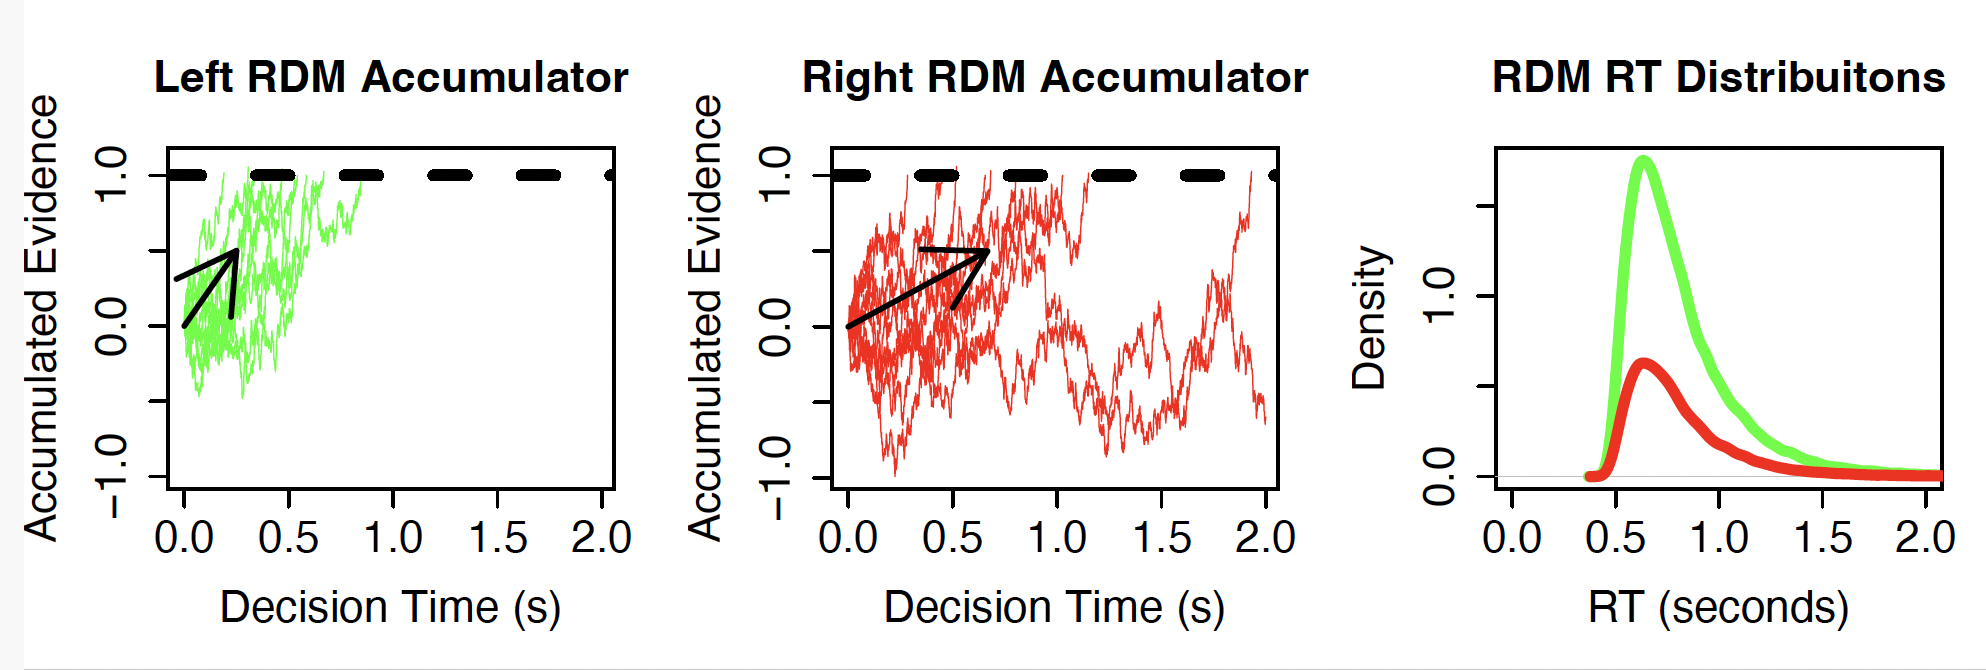 Left RDM Accumulator
Accumulated Evidence
1.0
0.0
−1.0
0.0 0.5 1.0 1.5 2.0
Decision Time (s)
Right RDM Accumulator
Accumulated Evidence
1.0
0.0
−1.0
0.0 0.5 1.0 1.5 2.0
Decision Time (s)
RDM RT Distribuitons
Density
1.0
0.0
0.0 0.5 1.0 1.5 2.0
RT (seconds)